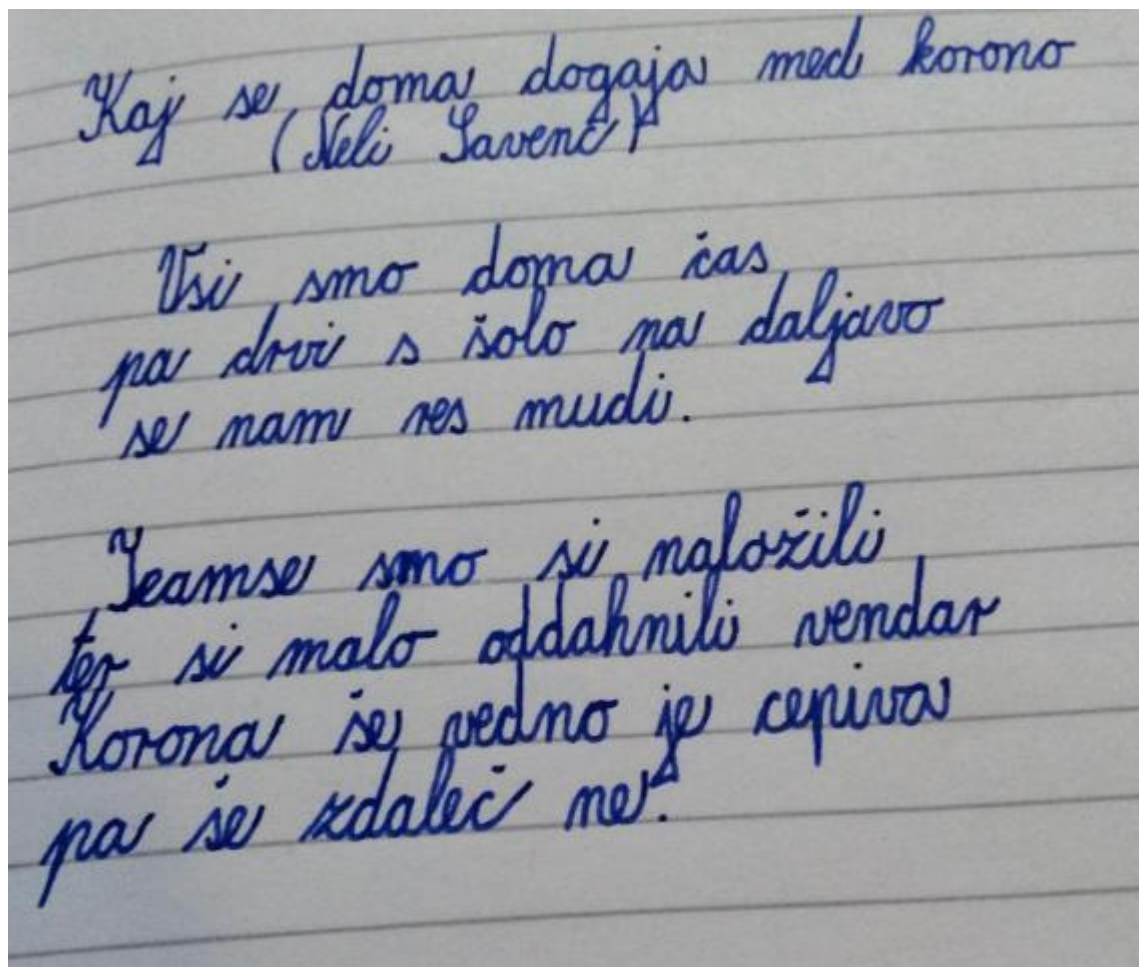 Kaj se doma dogaja med korono
(Neli Savenc)
Vsi smo doma čas
pa drvi s šolo na daljavo
se nam res mudi.
Teamse smo si naložili
ter si malo oddahnili vendar
Korona še vedno je cepiva
pa še zdaleč ne.